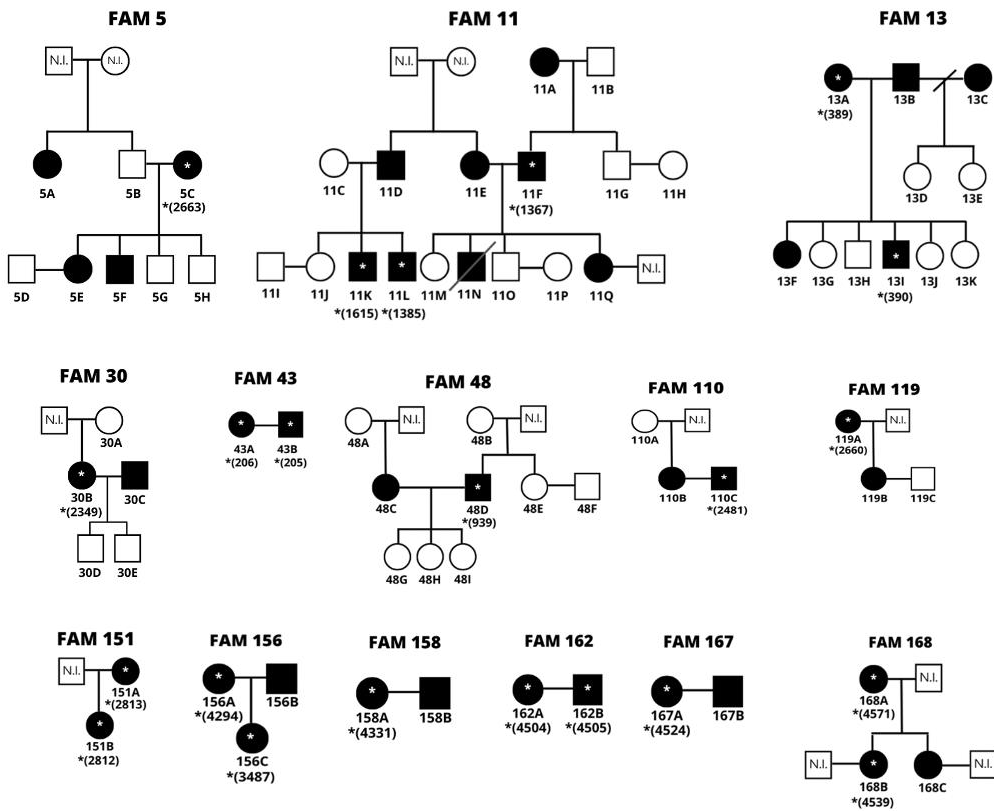 FAM 5
FAM 11
FAM 13
N.I. N.I.
N.I. N.I.
11A 11B
* 13A 13B 13C
*(389)
5A 5B * 5C
*(2663)
11C 11D 11E * 11F 11G 11H
*(1367)
13D 13E
5D 5E 5F 5G 5H
11I 11J * 11K * 11L 11M 11N 11O 11P 11Q N.I.
*(1615) *(1385)
13F 13G 13H * 13I 13J 13K
*(390)
FAM 30
FAM 43
FAM 48
FAM 110
FAM 119
N.I. 30A
* 30B 30C
*(2349)
30D 30E
* 43A * 43B
*(206) *(205)
48A N.I. 48B N.I.
48C * 48D 48E 48F
*(939)
48G 48H 48I
110A N.I.
110B * 110C
*(2481)
* 119A N.I.
*(2660)
119B 119C
FAM 151
FAM 156
FAM 158
FAM 162
FAM 167
FAM 168
N.I. * 151A
*(2813)
* 151B
*(2812)
* 156A 156B
*(4294)
* 156C
*(3487)
* 158A 158B
*(4331)
* 162A * 162B
*(4504) *(4505)
* 167A 167B
*(4524)
* 168A N.I.
*(4571)
N.I. * 168B 168C N.I.
*(4539)